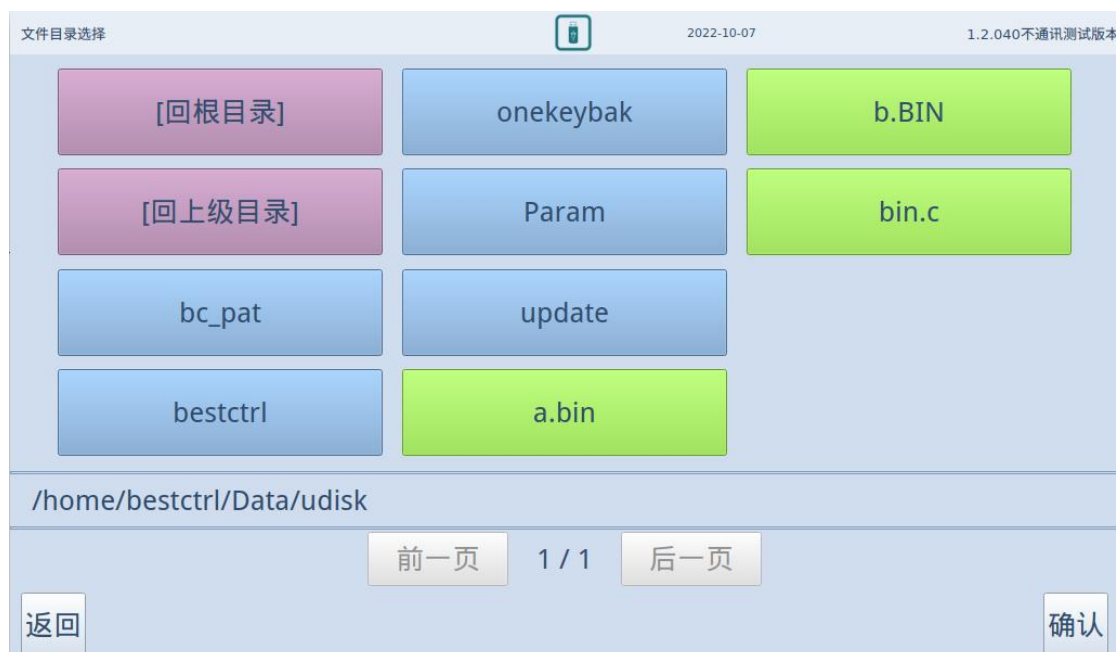 文件目录选择 2022-10-07 1.2.040不通讯测试版本
[回根目录] onekeybak b.BIN
[回上级目录] Param bin.c
bc_pat update
bestctrl a.bin
/home/bestctrl/Data/udisk
前一页 1 / 1 后一页
返回 确认